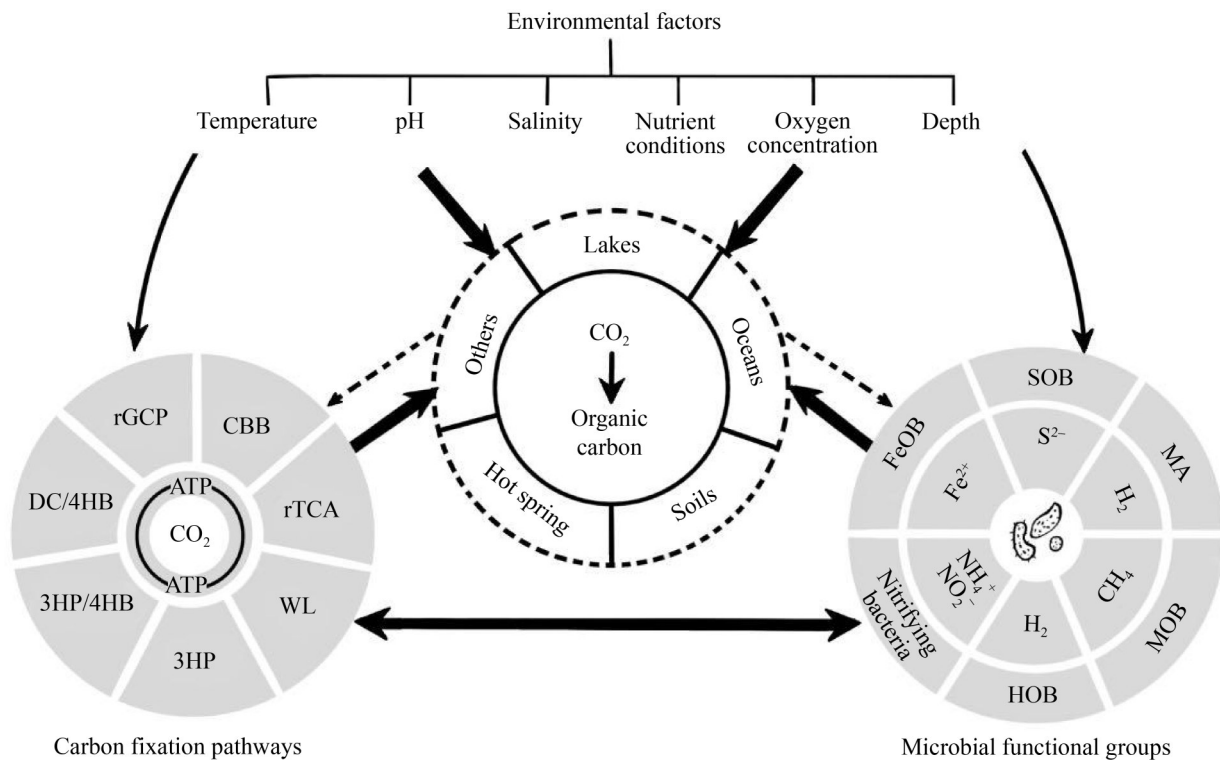 Environmental factors
Temperature
pH
Salinity
Nutrient
conditions
Oxygen
concentration
Depth
Lakes
Others
Oceans
Hot spring
Soils
CO₂
Organic
carbon
rGCP
CBB
DC/4HB
rTCA
3HP/4HB
WL
3HP
ATP
CO₂
ATP
SOB
FeOB
MA
S²⁻
Fe²⁺
H₂
NH₄⁺
NO₂⁻
CH₄
H₂
Nitrifying
bacteria
MOB
HOB
Carbon fixation pathways
Microbial functional groups